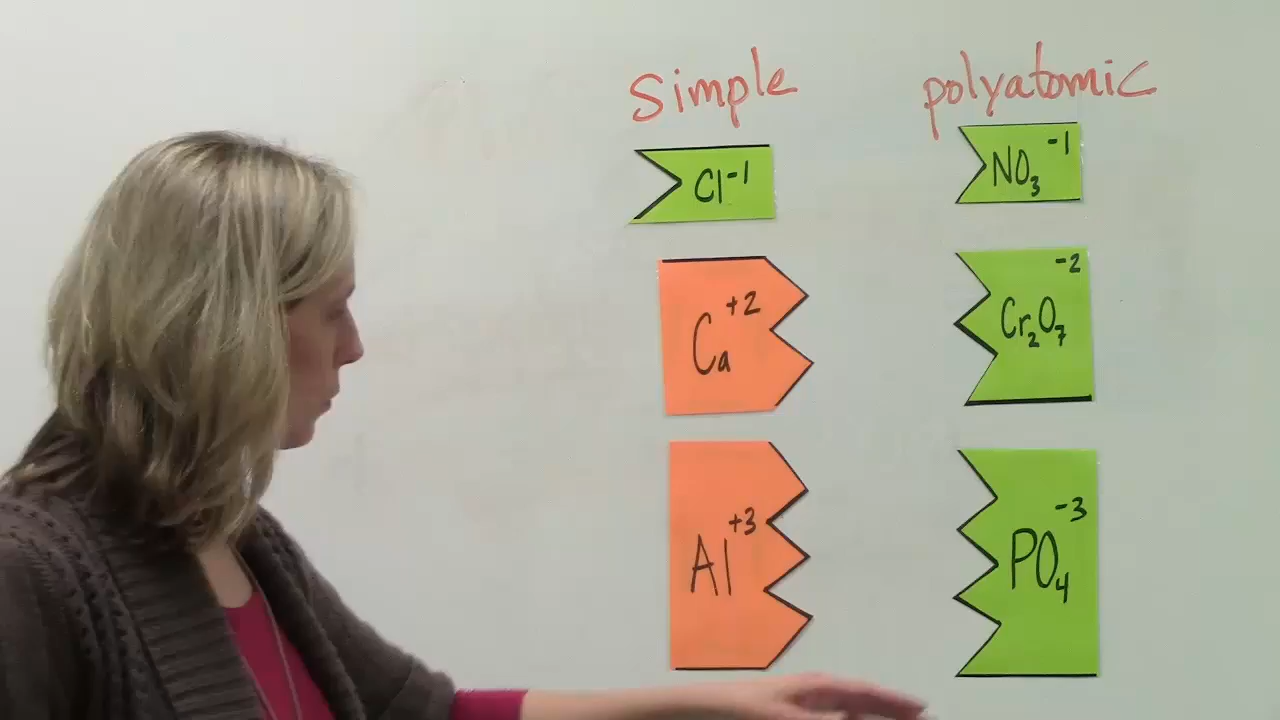 Simple
polyatomic
Cl⁻¹
NO₃⁻¹
Ca⁺²
Cr₂O₇⁻²
Al⁺³
PO₄⁻³